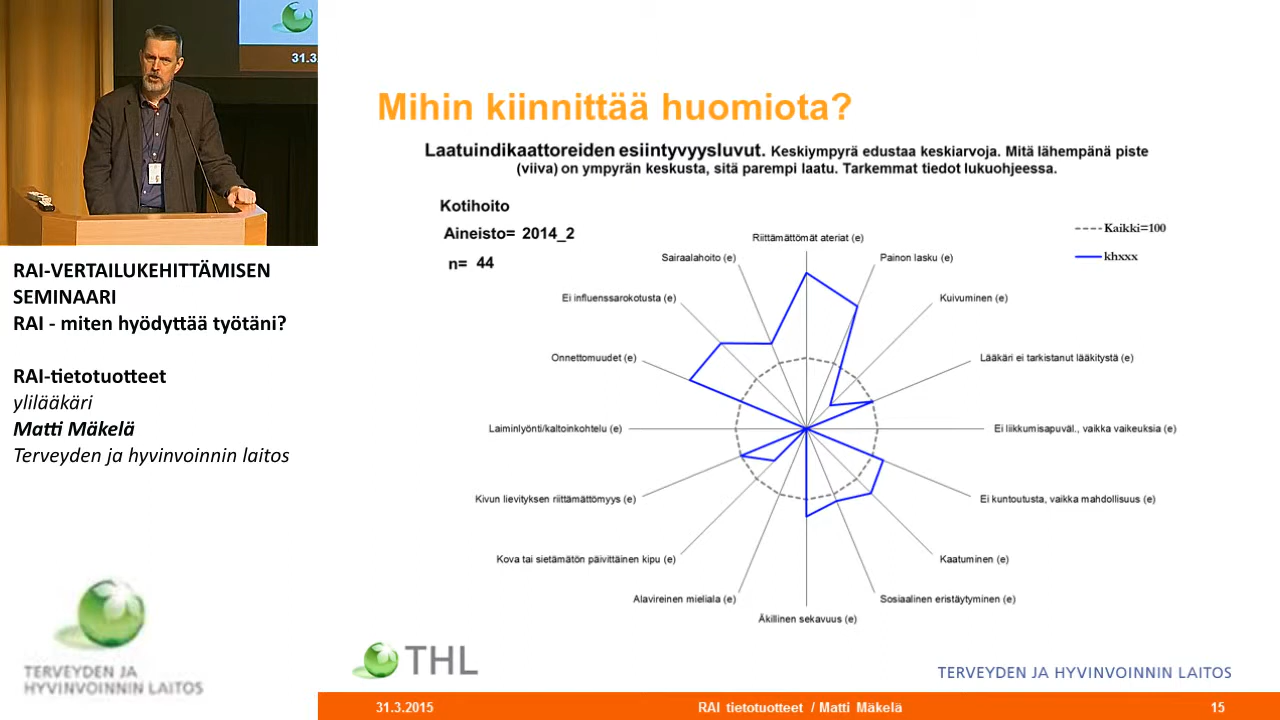 31.3
RAI-VERTAILUKEHITTÄMISEN
SEMINAARI
RAI - miten hyödyttää työtäni?
RAI-tietotuotteet
ylilääkäri
Matti Mäkelä
Terveyden ja hyvinvoinnin laitos
TERVEYDEN JA
HYVINVOINNIN LAITOS
Mihin kiinnittää huomiota?
Laatuindikaattoreiden esiintyvyysluvut. Keskiympyrä edustaa keskiarvoja. Mitä lähempänä piste
(viiva) on ympyrän keskusta, sitä parempi laatu. Tarkemmat tiedot lukuohjeessa.
Kotihoito
Aineisto= 2014_2
n= 44
Kaikki=100
khxxx
Riittämättömät ateriat (e)
Sairaalahoito (e)
Painon lasku (e)
Ei influenssarokotusta (e)
Kuivuminen (e)
Onnettomuudet (e)
Lääkäri ei tarkistanut lääkitystä (e)
Laiminlyönti/kaltoinkohtelu (e)
Ei liikkumisapuväl., vaikka vaikeuksia (e)
Kivun lievityksen riittämättömyys (e)
Ei kuntoutusta, vaikka mahdollisuus (e)
Kova tai sietämätön päivittäinen kipu (e)
Kaatuminen (e)
Alavireinen mieliala (e)
Sosiaalinen eristäytyminen (e)
Äkillinen sekavuus (e)
THL
TERVEYDEN JA HYVINVOINNIN LAITOS
31.3.2015
RAI tietotuotteet / Matti Mäkelä
15